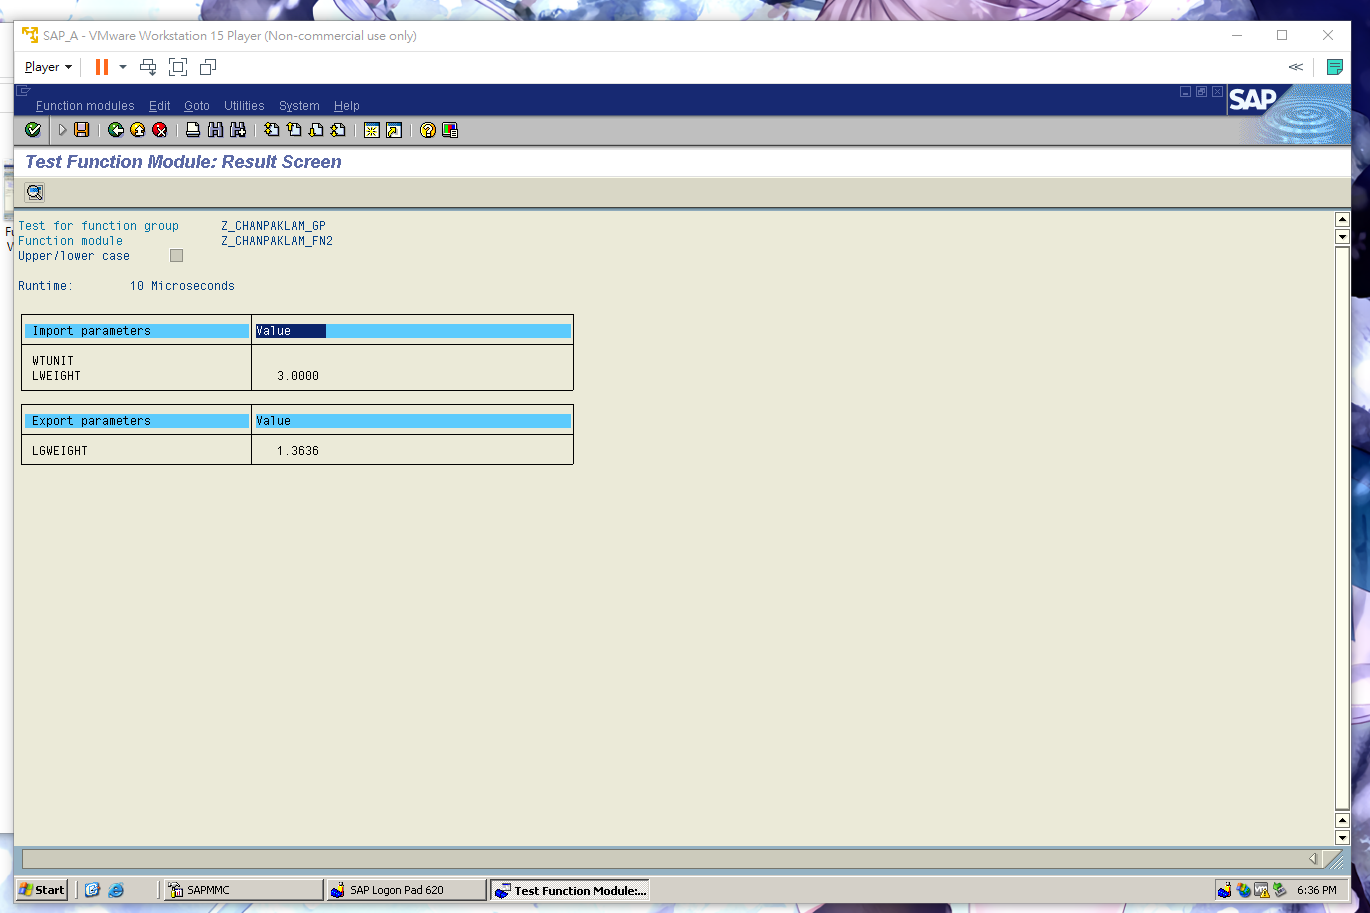 SAP_A - VMware Workstation 15 Player (Non-commercial use only)
Player
Function modules Edit Goto Utilities System Help
SAP
Test Function Module: Result Screen
Test for function group Z_CHANPAKLAM_GP
Function module Z_CHANPAKLAM_FN2
Upper/lower case
Runtime: 10 Microseconds
Import parameters Value
WTUNIT
LWEIGHT 3.0000
Export parameters Value
LGWEIGHT 1.3636
Start SAPMMC SAP Logon Pad 620 Test Function Module:... 6:36 PM